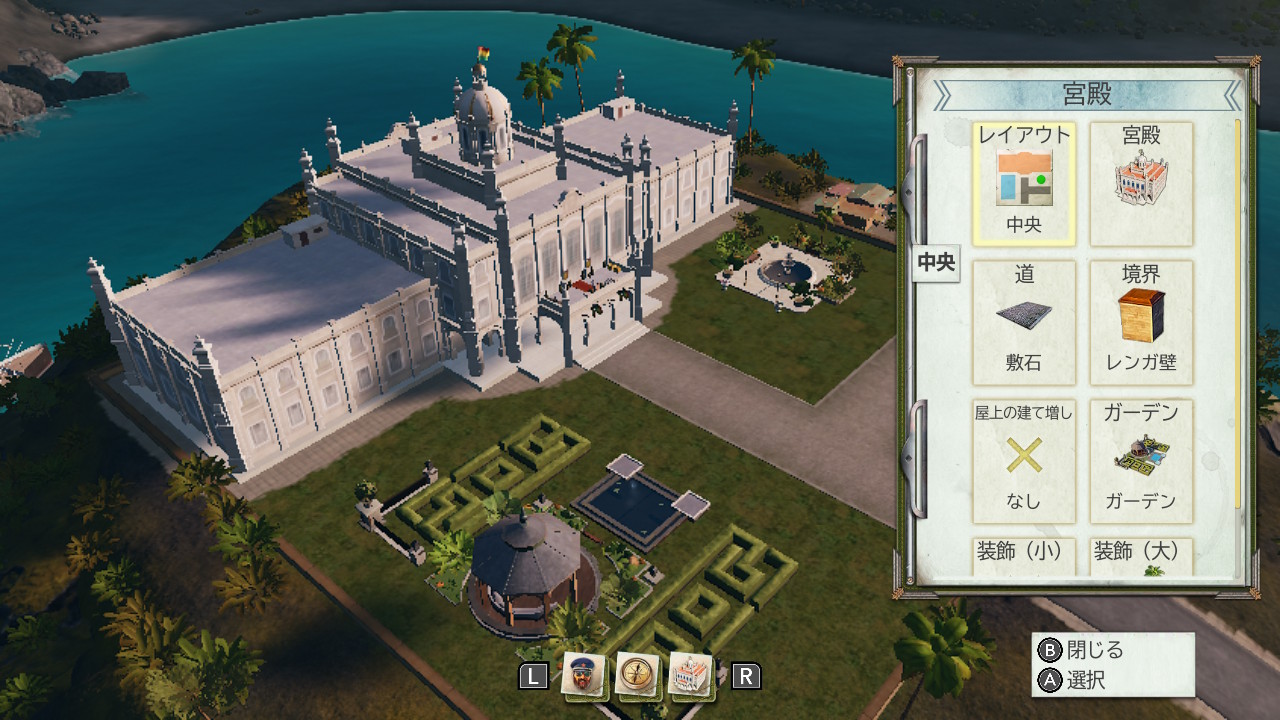 宮殿
レイアウト
中央
宮殿
中央
道
敷石
境界
レンガ壁
屋上の建て増し
なし
ガーデン
ガーデン
装飾（小）
装飾（大）
L
R
B 閉じる
A 選択